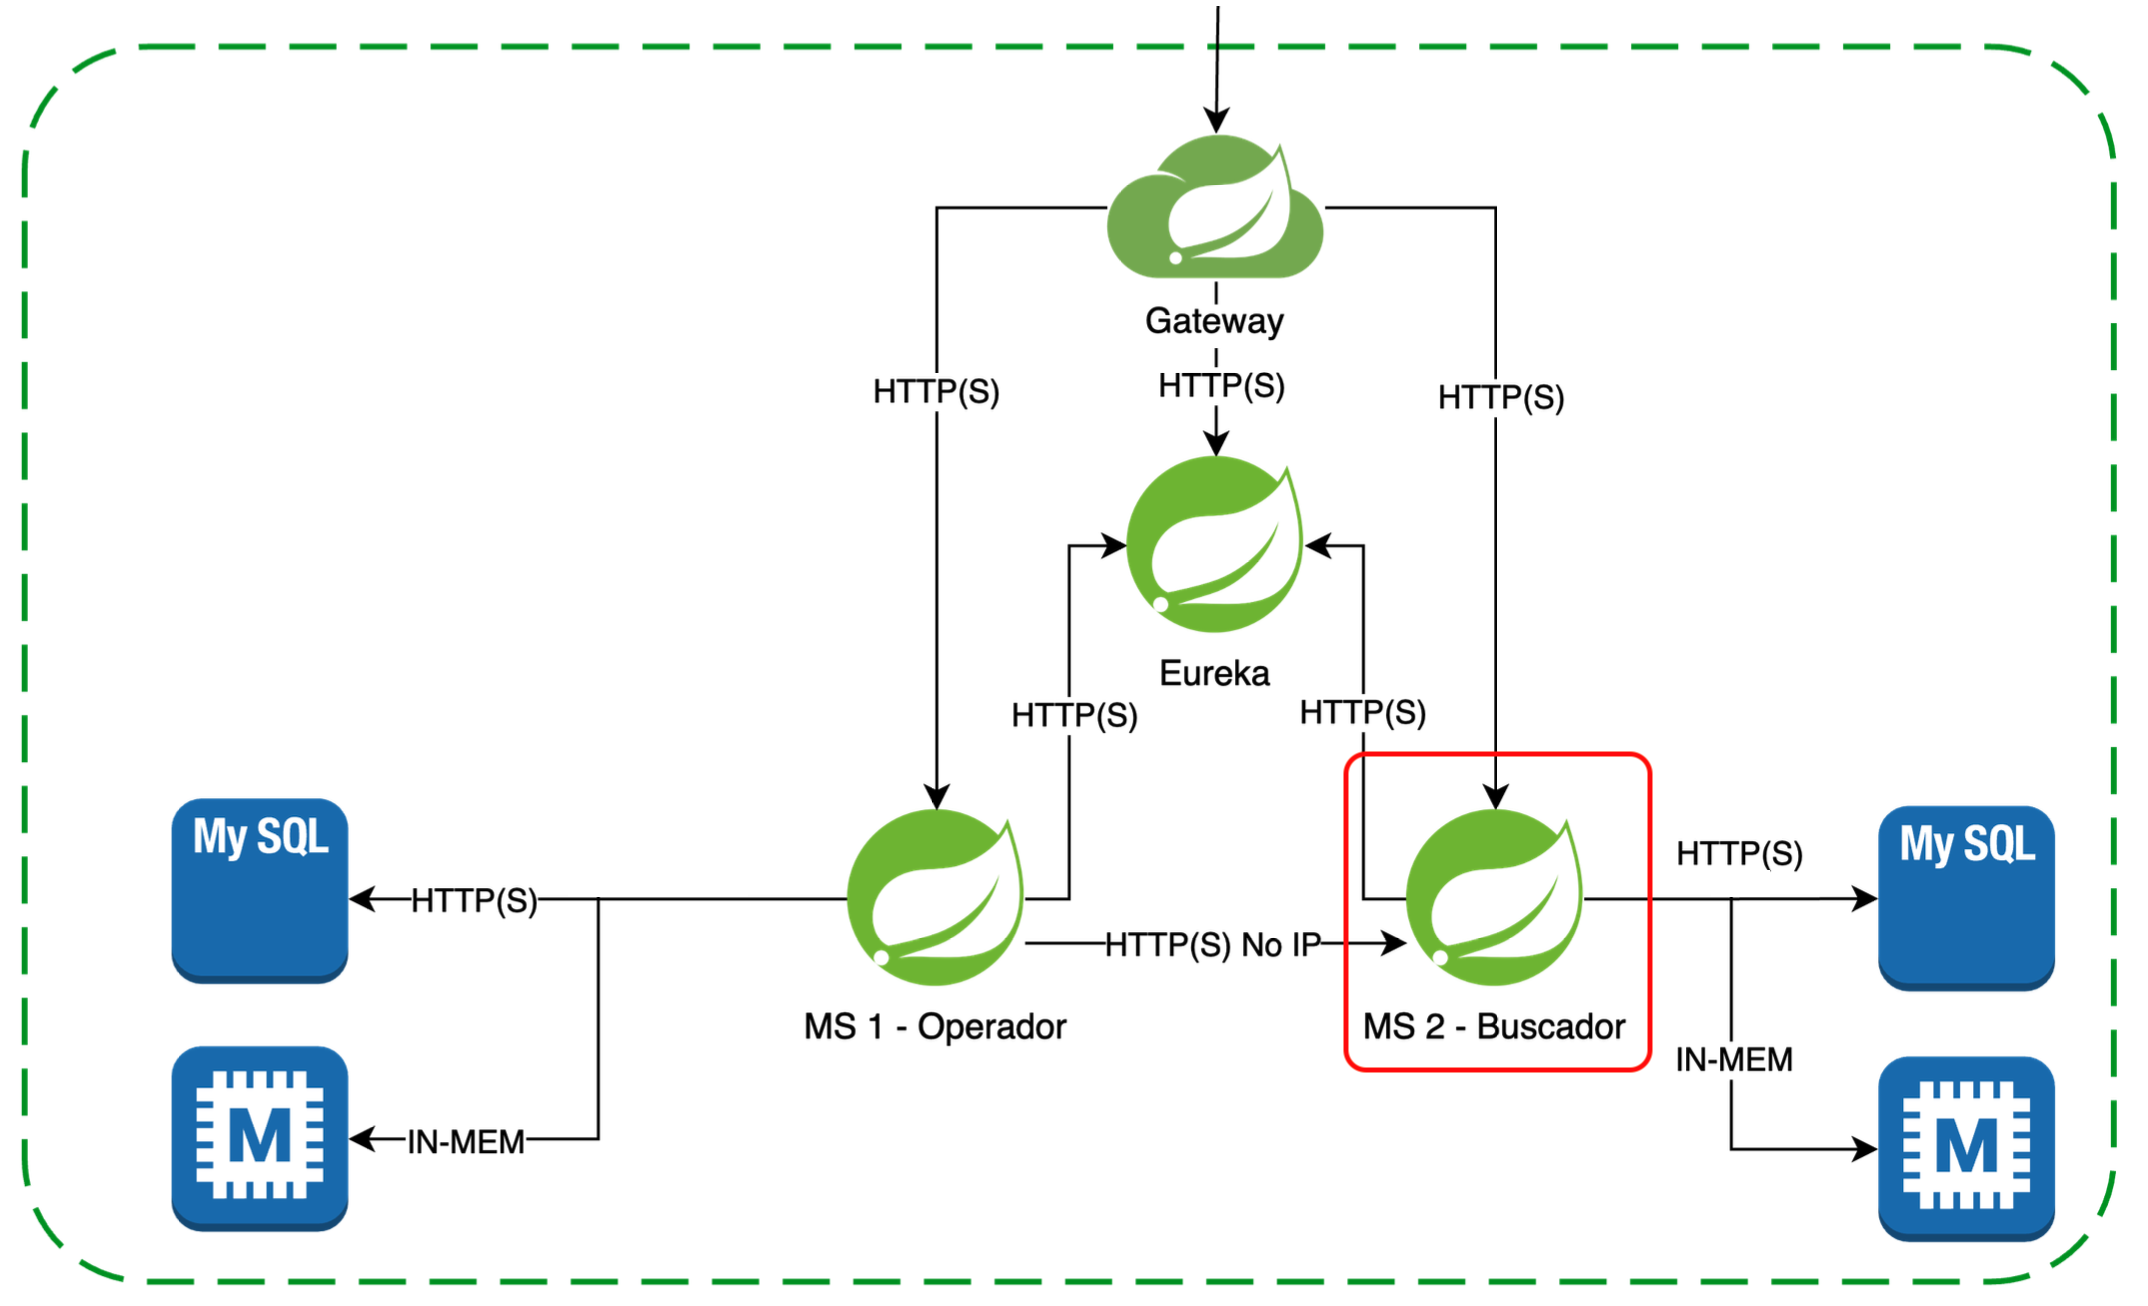 Gateway
HTTP(S)
HTTP(S)
HTTP(S)
Eureka
HTTP(S)
HTTP(S)
My SQL
My SQL
HTTP(S)
HTTP(S)
HTTP(S) No IP
MS 1 - Operador
MS 2 - Buscador
IN-MEM
IN-MEM
M
M